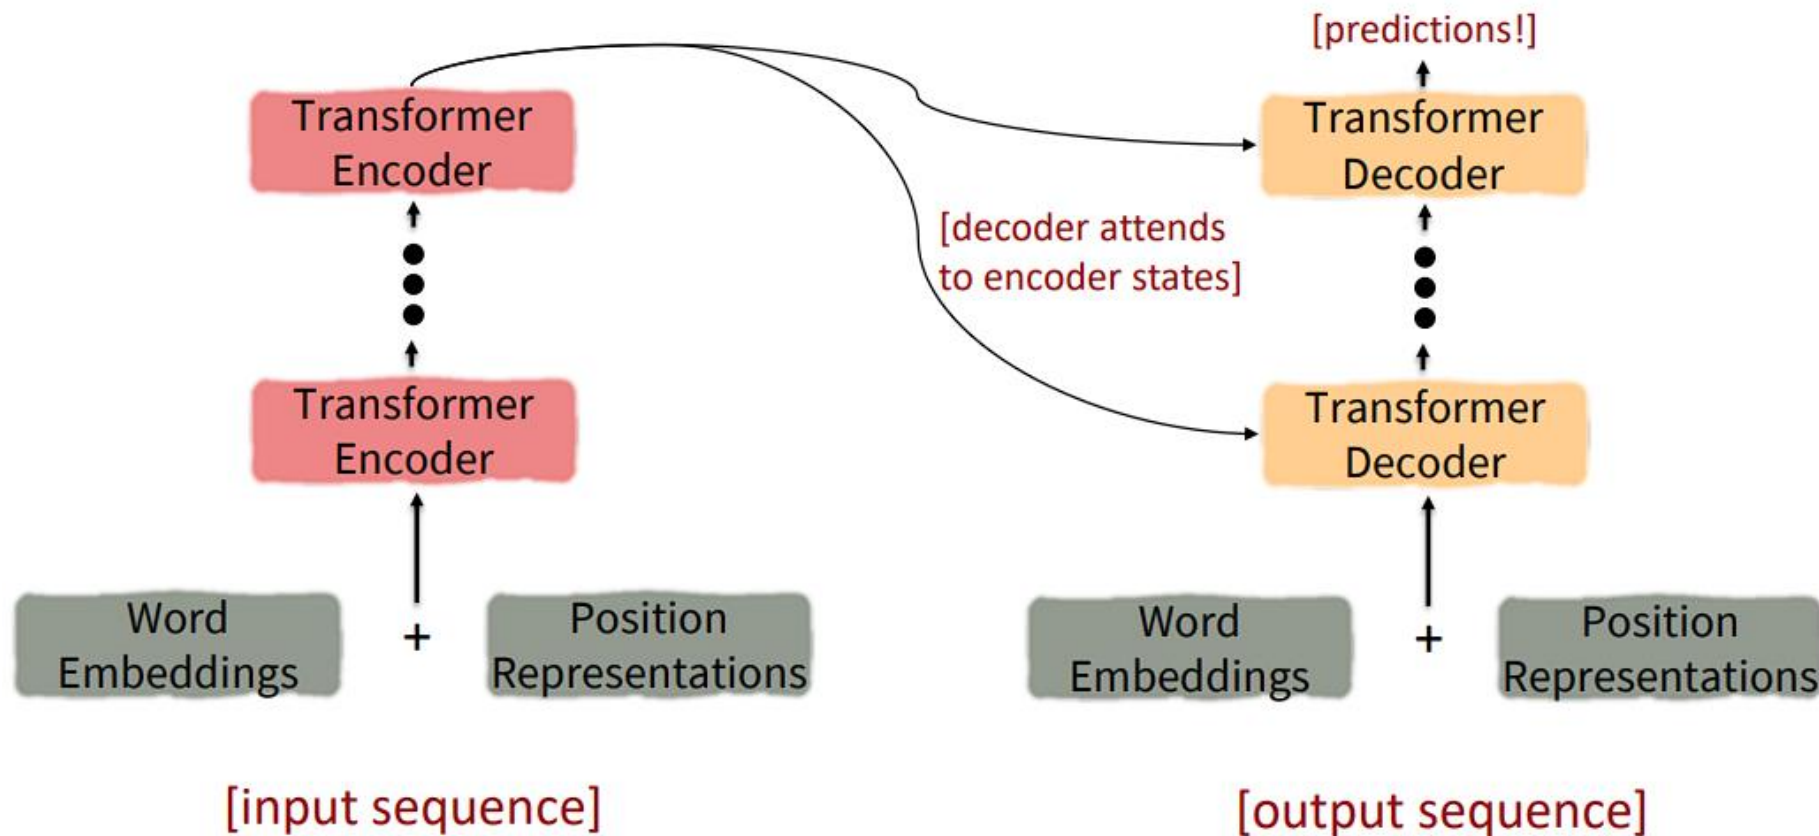 [predictions!]
Transformer
Encoder
Transformer
Decoder
[decoder attends
to encoder states]
Transformer
Encoder
Transformer
Decoder
Word
Embeddings
+
Position
Representations
Word
Embeddings
+
Position
Representations
[input sequence]
[output sequence]